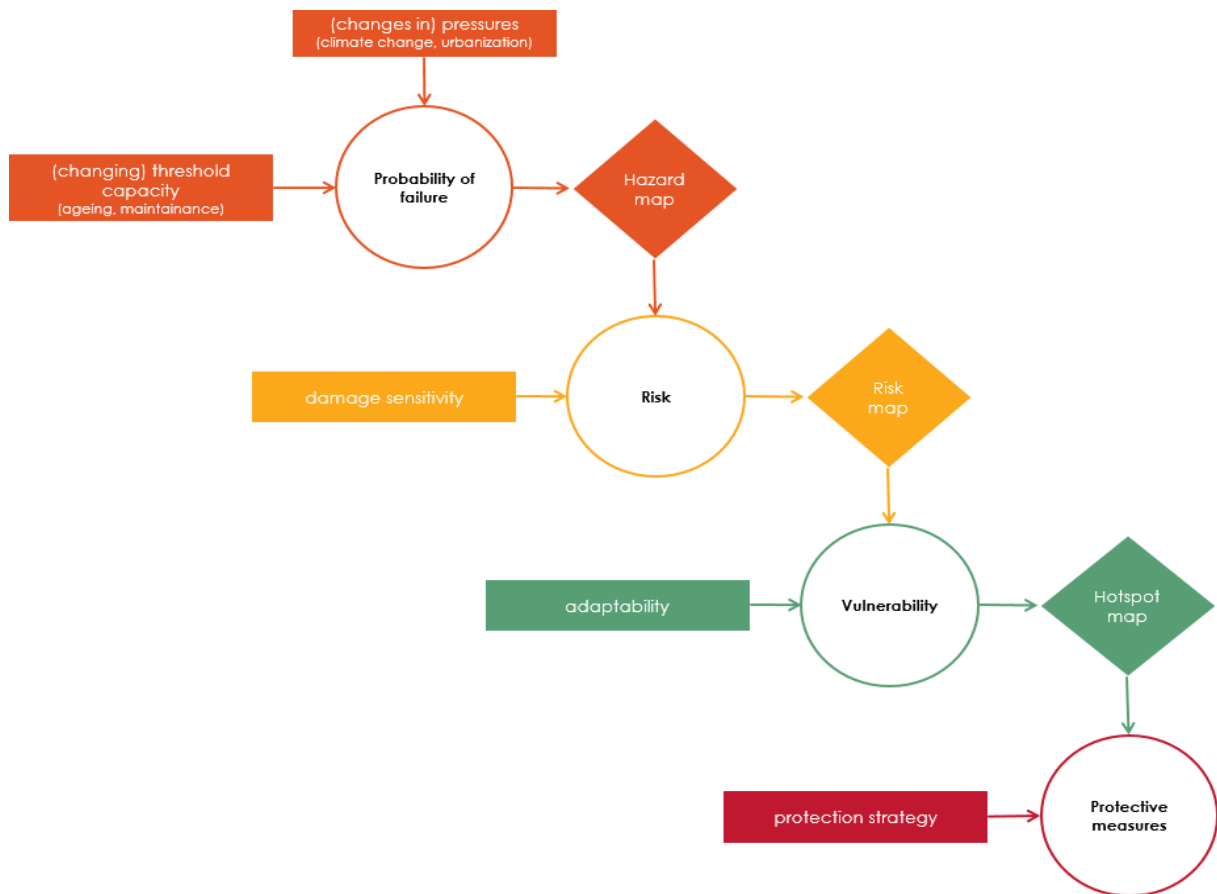 (changes in) pressures
(climate change, urbanization)
(changing) threshold
capacity
(ageing, maintainance)
Probability of
failure
Hazard
map
damage sensitivity
Risk
Risk
map
adaptability
Vulnerability
Hotspot
map
protection strategy
Protective
measures